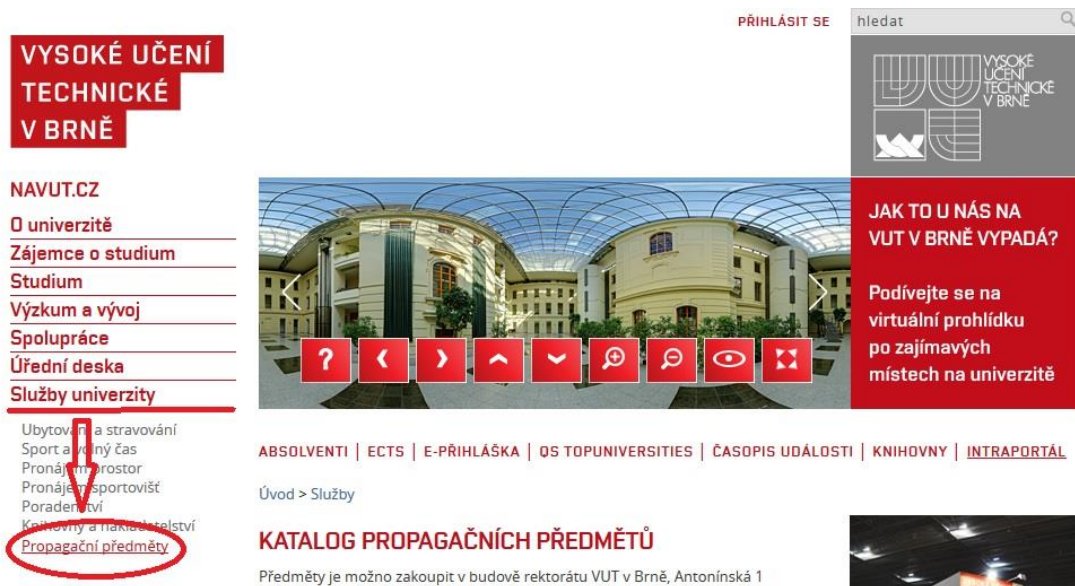 PŘIHLÁSIT SE
hledat
VYSOKÉ UČENÍ
TECHNICKÉ
V BRNĚ
VYSOKÉ
UČENÍ
TECHNICKÉ
V BRNĚ
NAVUT.CZ
O univerzitě
Zájemce o studium
Studium
Výzkum a vývoj
Spolupráce
Úřední deska
Služby univerzity
Ubytování a stravování
Sport a volný čas
Pronájem prostor
Pronájem sportovišť
Poradenství
Knihovny a nakladatelství
Propagační předměty
?
JAK TO U NÁS NA
VUT V BRNĚ VYPADÁ?
Podívejte se na
virtuální prohlídku
po zajímavých
místech na univerzitě
ABSOLVENTI | ECTS | E-PŘIHLÁŠKA | QS TOPUNIVERSITIES | ČASOPIS UDÁLOSTI | KNIHOVNY | INTRAPORTÁL
Úvod > Služby
KATALOG PROPAGAČNÍCH PŘEDMĚTŮ
Předměty je možno zakoupit v budově rektorátu VUT v Brně, Antonínská 1